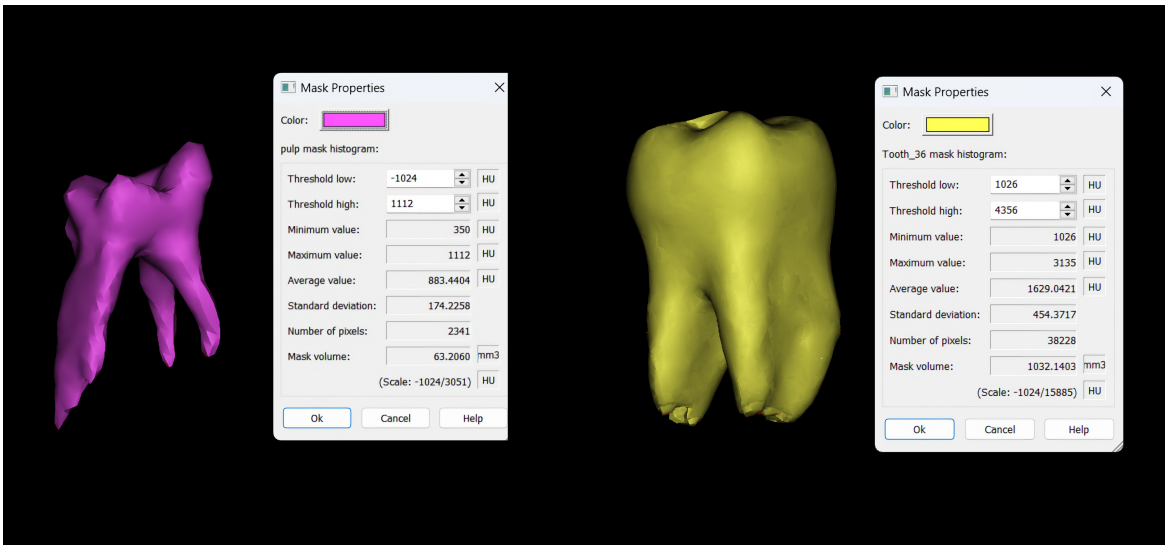 Mask Properties
Color:
pulp mask histogram:
Threshold low: -1024 HU
Threshold high: 1112 HU
Minimum value: 350 HU
Maximum value: 1112 HU
Average value: 883.4404 HU
Standard deviation: 174.2258
Number of pixels: 2341
Mask volume: 63.2060 mm3
(Scale: -1024/3051) HU
Ok Cancel Help
Mask Properties
Color:
Tooth_36 mask histogram:
Threshold low: 1026 HU
Threshold high: 4356 HU
Minimum value: 1026 HU
Maximum value: 3135 HU
Average value: 1629.0421 HU
Standard deviation: 454.3717
Number of pixels: 38228
Mask volume: 1032.1403 mm3
(Scale: -1024/15885) HU
Ok Cancel Help